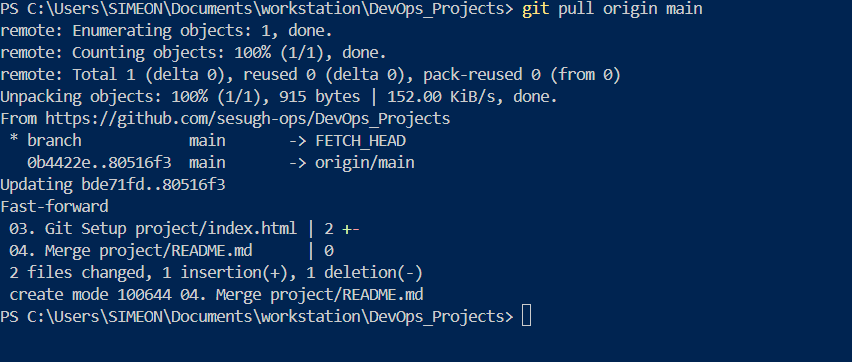 PS C:\Users\SIMEON\Documents\workstation\DevOps_Projects> git pull origin main
remote: Enumerating objects: 1, done.
remote: Counting objects: 100% (1/1), done.
remote: Total 1 (delta 0), reused 0 (delta 0), pack-reused 0 (from 0)
Unpacking objects: 100% (1/1), 915 bytes | 152.00 KiB/s, done.
From https://github.com/sesugh-ops/DevOps_Projects
 * branch            main       -> FETCH_HEAD
   0b4422e..80516f3  main       -> origin/main
Updating bde71fd..80516f3
Fast-forward
 03. Git Setup project/index.html | 2 +-
 04. Merge project/README.md      | 0
 2 files changed, 1 insertion(+), 1 deletion(-)
 create mode 100644 04. Merge project/README.md
PS C:\Users\SIMEON\Documents\workstation\DevOps_Projects>